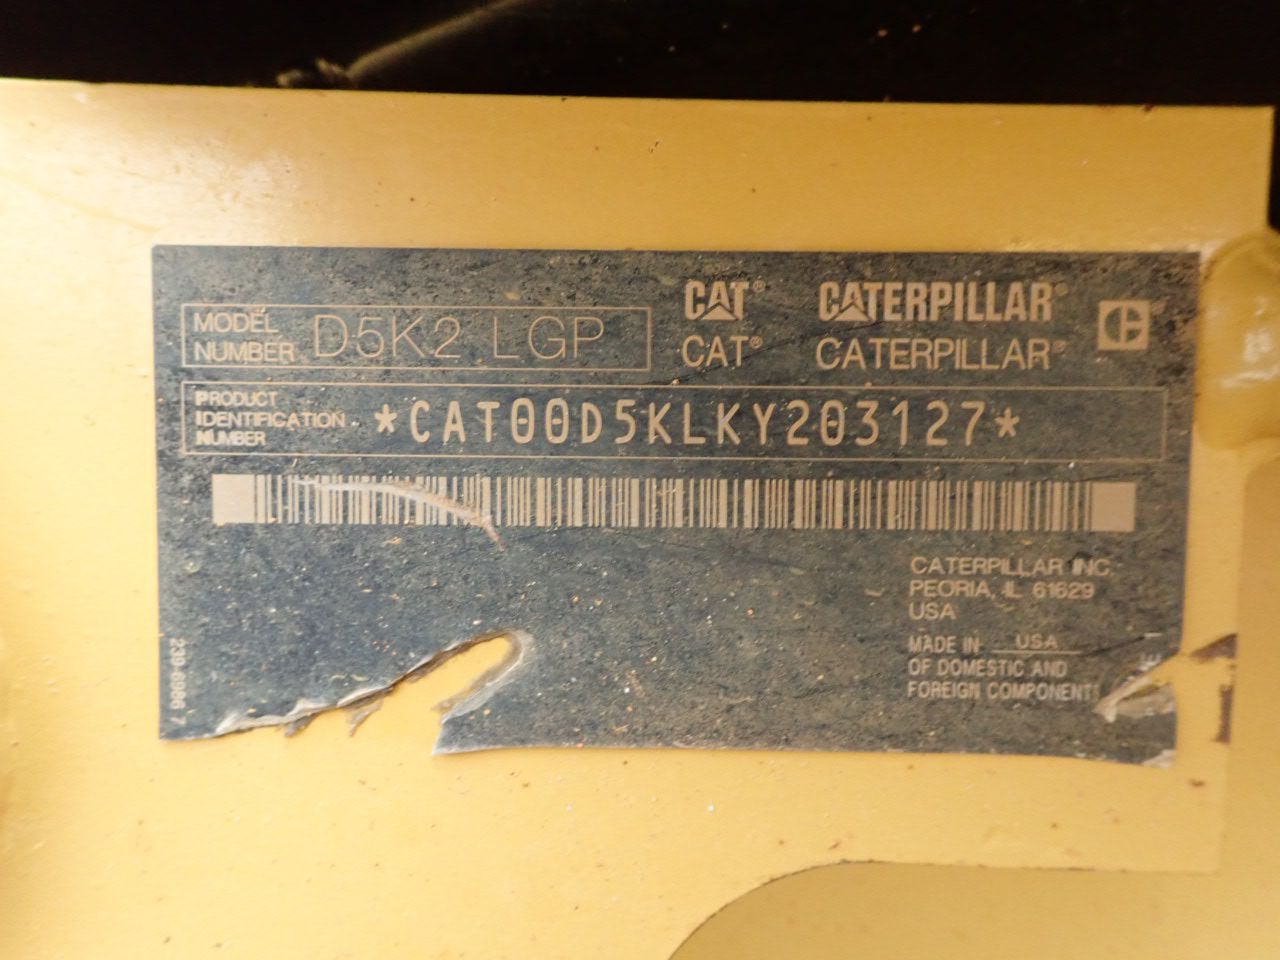 MODEL NUMBER D5K2 LGP
CAT® CATERPILLAR®
CAT® CATERPILLAR®
PRODUCT IDENTIFICATION NUMBER *CAT00D5KLKY203127*
CATERPILLAR INC.
PEORIA, IL 61629
USA
MADE IN USA
OF DOMESTIC AND
FOREIGN COMPONENTS